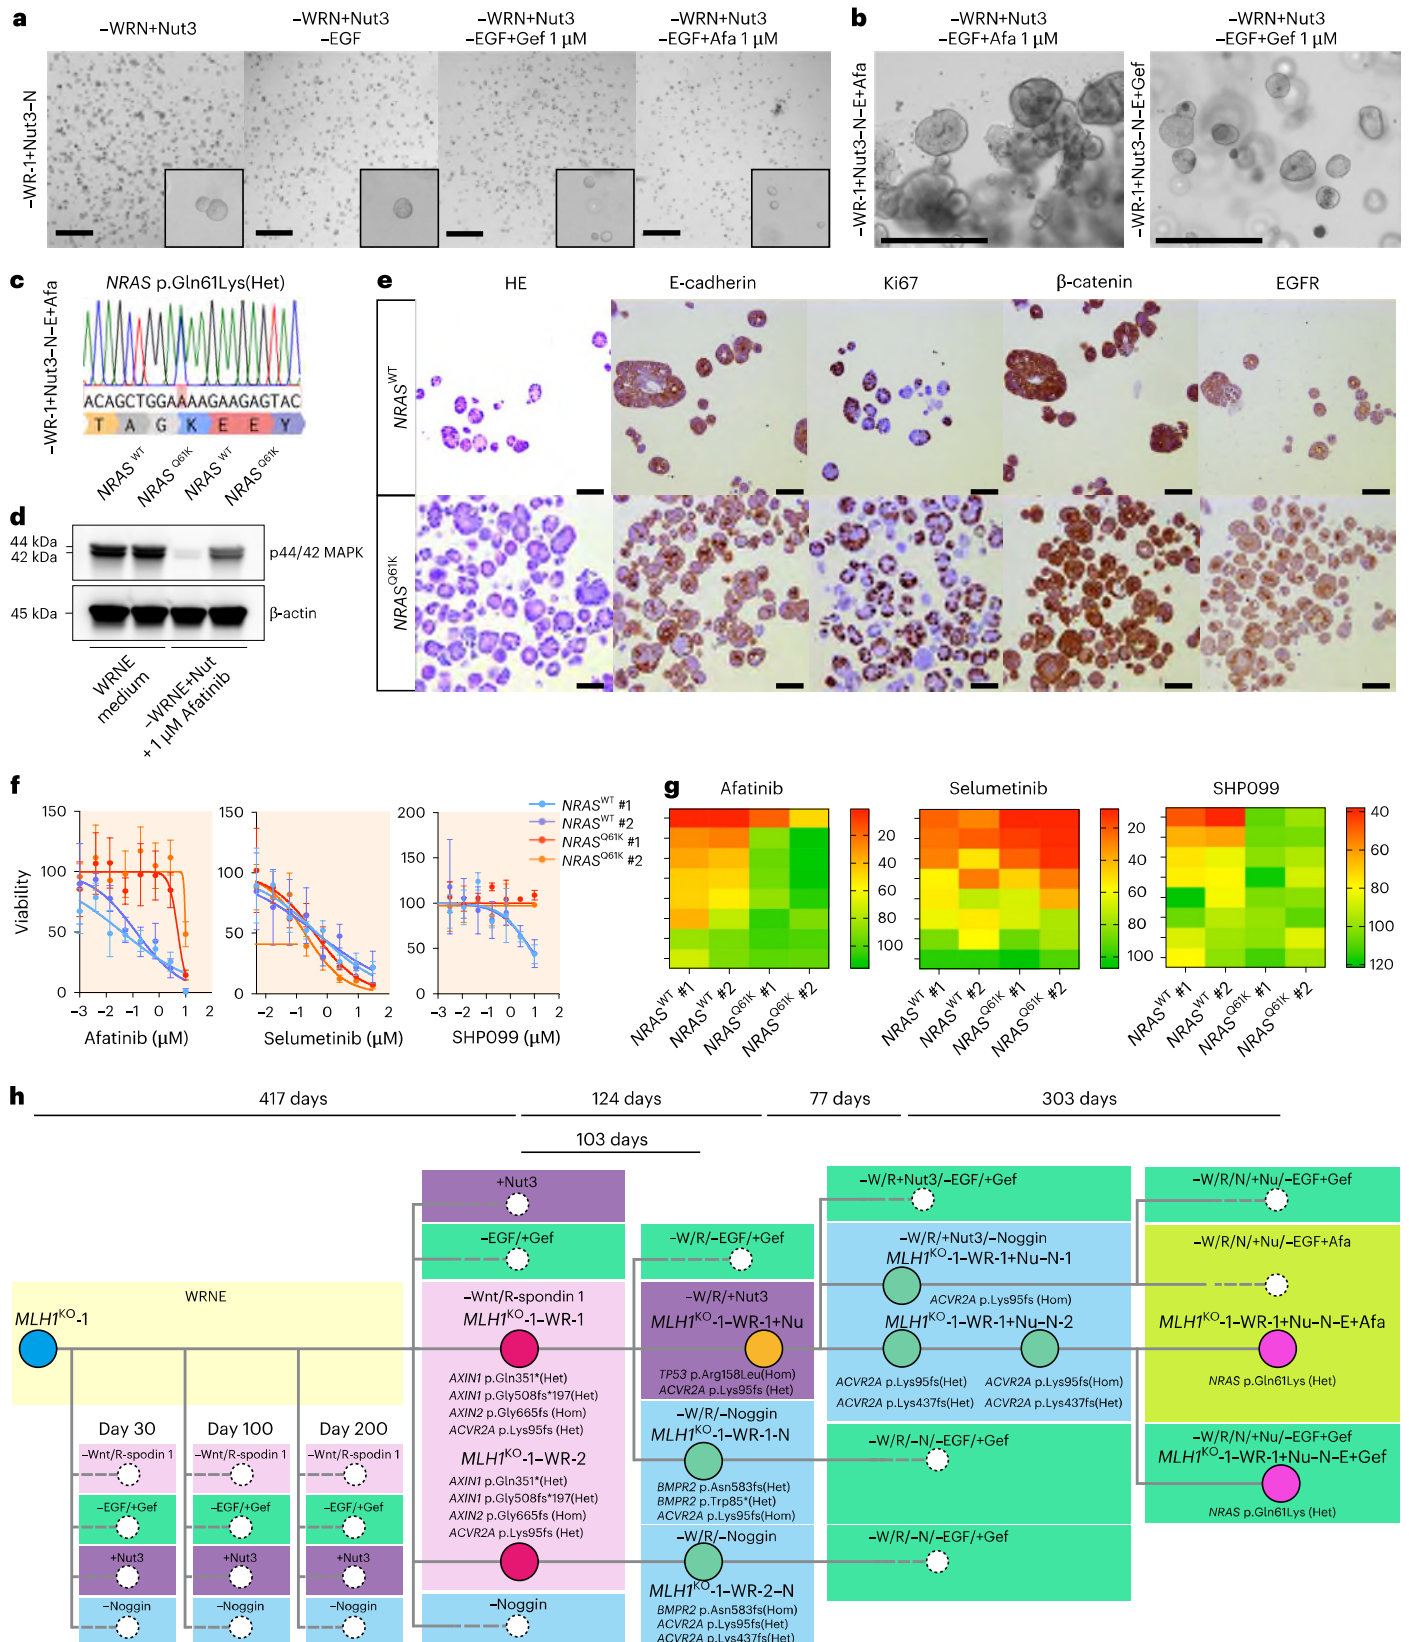 a
–WRN+Nut3
–WRN+Nut3
–EGF
–WRN+Nut3
–EGF+Gef 1 μM
–WRN+Nut3
–EGF+Afa 1 μM
–WR-1+Nut3–N
b
–WRN+Nut3
–EGF+Afa 1 μM
–WRN+Nut3
–EGF+Gef 1 μM
–WR-1+Nut3–N–E+Afa
–WR-1+Nut3–N–E+Gef
c
NRAS p.Gln61Lys(Het)
–WR-1+Nut3–N–E+Afa
ACAGCTGGAAAAGAAGAGTAC
T A G K E E Y
d
NRAS WT
NRAS Q61K
NRAS WT
NRAS Q61K
44 kDa
42 kDa
p44/42 MAPK
45 kDa
β-actin
WRNE
medium
–WRNE+Nut
+ 1 μM Afatinib
e
HE
E-cadherin
Ki67
β-catenin
EGFR
NRAS WT
NRAS Q61K
f
Viability
150
100
50
0
–3 –2 –1 0 1 2
Afatinib (μM)
150
100
50
0
–2 –1 0 1 2
Selumetinib (μM)
200
150
100
50
0
–3 –2 –1 0 1 2
SHP099 (μM)
NRAS WT #1
NRAS WT #2
NRAS Q61K #1
NRAS Q61K #2
g
Afatinib
20
40
60
80
100
NRAS WT #1
NRAS WT #2
NRAS Q61K #1
NRAS Q61K #2
Selumetinib
20
40
60
80
100
NRAS WT #1
NRAS WT #2
NRAS Q61K #1
NRAS Q61K #2
SHP099
40
60
80
100
120
NRAS WT #1
NRAS WT #2
NRAS Q61K #1
NRAS Q61K #2
h
417 days
124 days
77 days
303 days
103 days
WRNE
MLH1KO-1
Day 30
–Wnt/R-spodin 1
–EGF/+Gef
+Nut3
–Noggin
Day 100
–Wnt/R-spodin 1
–EGF/+Gef
+Nut3
–Noggin
Day 200
–Wnt/R-spodin 1
–EGF/+Gef
+Nut3
–Noggin
+Nut3
–EGF/+Gef
–Wnt/R-spondin 1
MLH1KO-1–WR-1
AXIN1 p.Gln351*(Het)
AXIN1 p.Gly508fs*197(Het)
AXIN2 p.Gly665fs (Hom)
ACVR2A p.Lys95fs (Het)
MLH1KO-1–WR-2
AXIN1 p.Gln351*(Het)
AXIN1 p.Gly508fs*197(Het)
AXIN2 p.Gly665fs (Hom)
ACVR2A p.Lys95fs (Het)
–Noggin
–W/R/–EGF/+Gef
–W/R/+Nut3
MLH1KO-1–WR-1+Nu
TP53 p.Arg158Leu(Hom)
ACVR2A p.Lys95fs (Het)
–W/R/–Noggin
MLH1KO-1–WR-1-N
BMPR2 p.Asn583fs(Het)
BMPR2 p.Trp85*(Het)
ACVR2A p.Lys95fs(Hom)
–W/R/–Noggin
MLH1KO-1–WR-2–N
BMPR2 p.Asn583fs(Hom)
ACVR2A p.Lys95fs(Het)
ACVR2A p.Lys437fs(Het)
–W/R+Nut3/–EGF/+Gef
–W/R/+Nut3/–Noggin
MLH1KO-1–WR-1+Nu-N-1
ACVR2A p.Lys95fs (Hom)
MLH1KO-1–WR-1+Nu–N-2
ACVR2A p.Lys95fs(Het)
ACVR2A p.Lys437fs(Het)
ACVR2A p.Lys95fs(Hom)
ACVR2A p.Lys437fs(Het)
–W/R/–N/–EGF/+Gef
–W/R/–N/–EGF/+Gef
–W/R/N/+Nu/–EGF+Gef
–W/R/N/+Nu/–EGF+Afa
MLH1KO-1–WR-1+Nu–N–E+Afa
NRAS p.Gln61Lys (Het)
–W/R/N/+Nu/–EGF+Gef
MLH1KO-1–WR-1+Nu–N–E+Gef
NRAS p.Gln61Lys (Het)